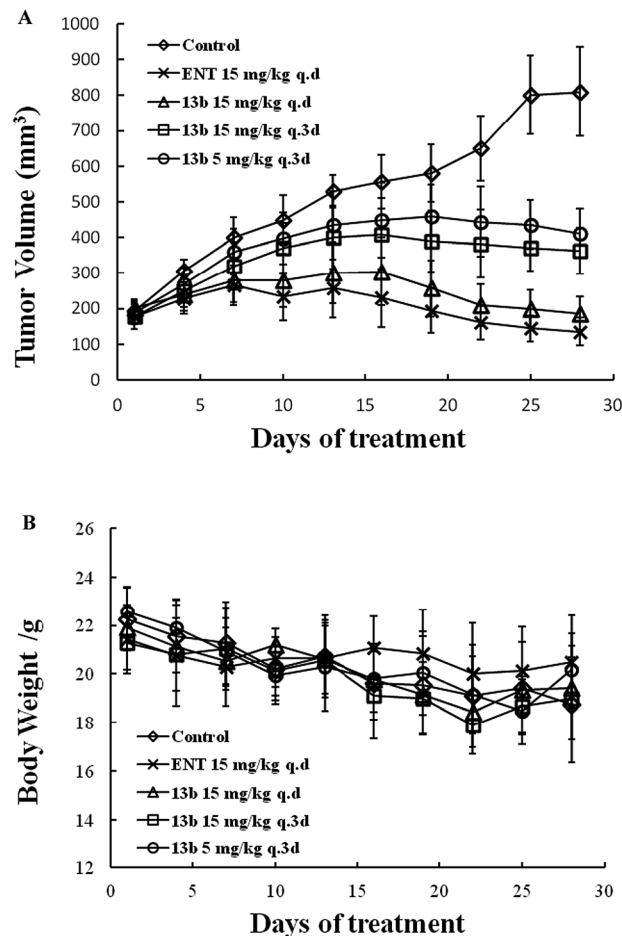 A
1000
900
800
700
600
500
400
300
200
100
0
Control
ENT 15 mg/kg q.d
13b 15 mg/kg q.d
13b 15 mg/kg q.3d
13b 5 mg/kg q.3d
Tumor Volume (mm³)
0 5 10 15 20 25 30
Days of treatment
B
26
24
22
20
18
16
14
12
Control
ENT 15 mg/kg q.d
13b 15 mg/kg q.d
13b 15 mg/kg q.3d
13b 5 mg/kg q.3d
Body Weight /g
0 5 10 15 20 25 30
Days of treatment